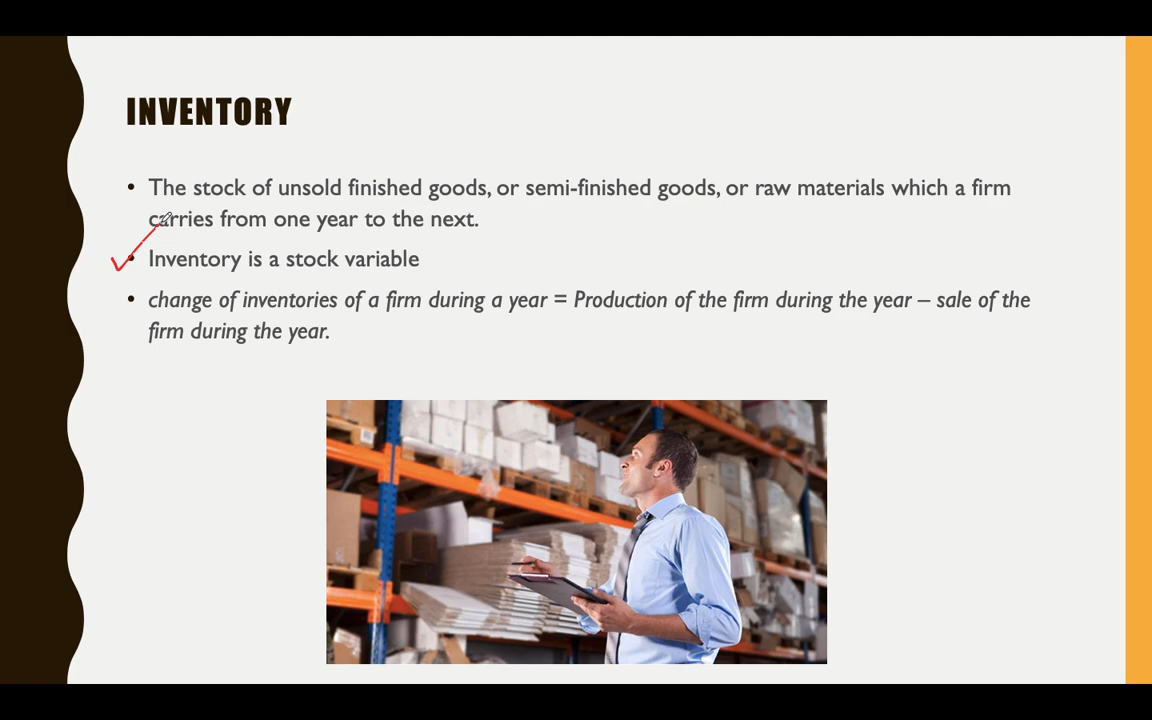 INVENTORY
• The stock of unsold finished goods, or semi-finished goods, or raw materials which a firm
carries from one year to the next.
• Inventory is a stock variable
• change of inventories of a firm during a year = Production of the firm during the year – sale of the
firm during the year.